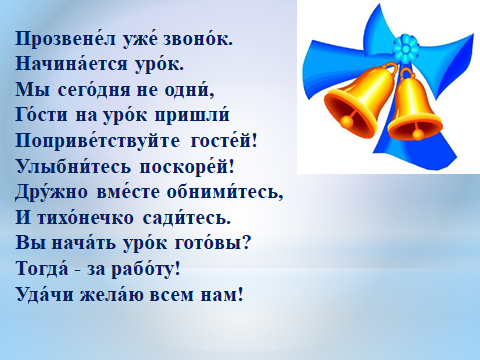 Прозвене́л уже́ звоно́к.
Начина́ется уро́к.
Мы сего́дня не одни́,
Го́сти на уро́к пришли́
Поприве́тствуйте госте́й!
Улыбни́тесь поскоре́й!
Дру́жно вме́сте обними́тесь,
И тихо́нечко сади́тесь.
Вы нача́ть уро́к гото́вы?
Тогда́ - за рабо́ту!
Уда́чи жела́ю всем нам!